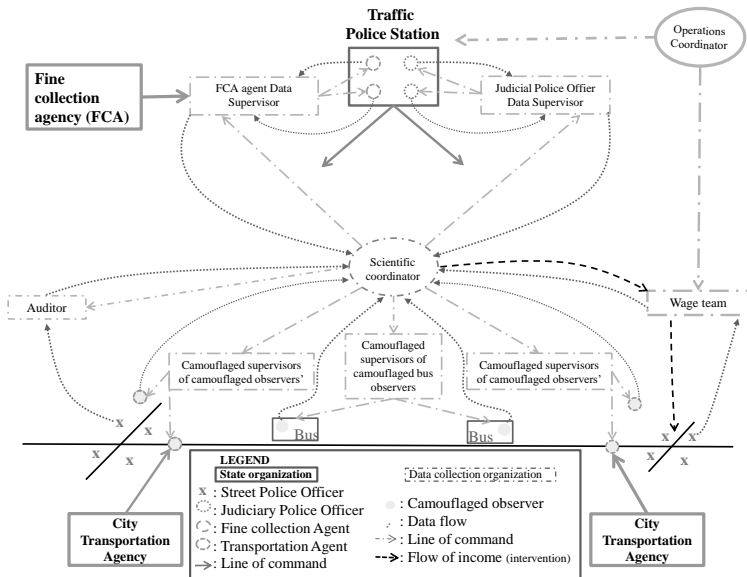 Traffic
Police Station
Operations
Coordinator
Fine
collection
agency (FCA)
FCA agent Data
Supervisor
Judicial Police Offier
Data Supervisor
Scientific
coordinator
Auditor
Wage team
Camouflaged supervisors
of camouflaged observers’
Camouflaged
supervisors of
camouflaged bus
observers
Camouflaged supervisors
of camouflaged observers’
x
x
x
x
Bus
Bus
x
x
x
x
City
Transportation
Agency
City
Transportation
Agency
LEGEND
State organization
Data collection organization
x : Street Police Officer
: Judiciary Police Officer
: Fine collection Agent
: Transportation Agent
: Line of command
: Camouflaged observer
: Data flow
: Line of command
: Flow of income (intervention)